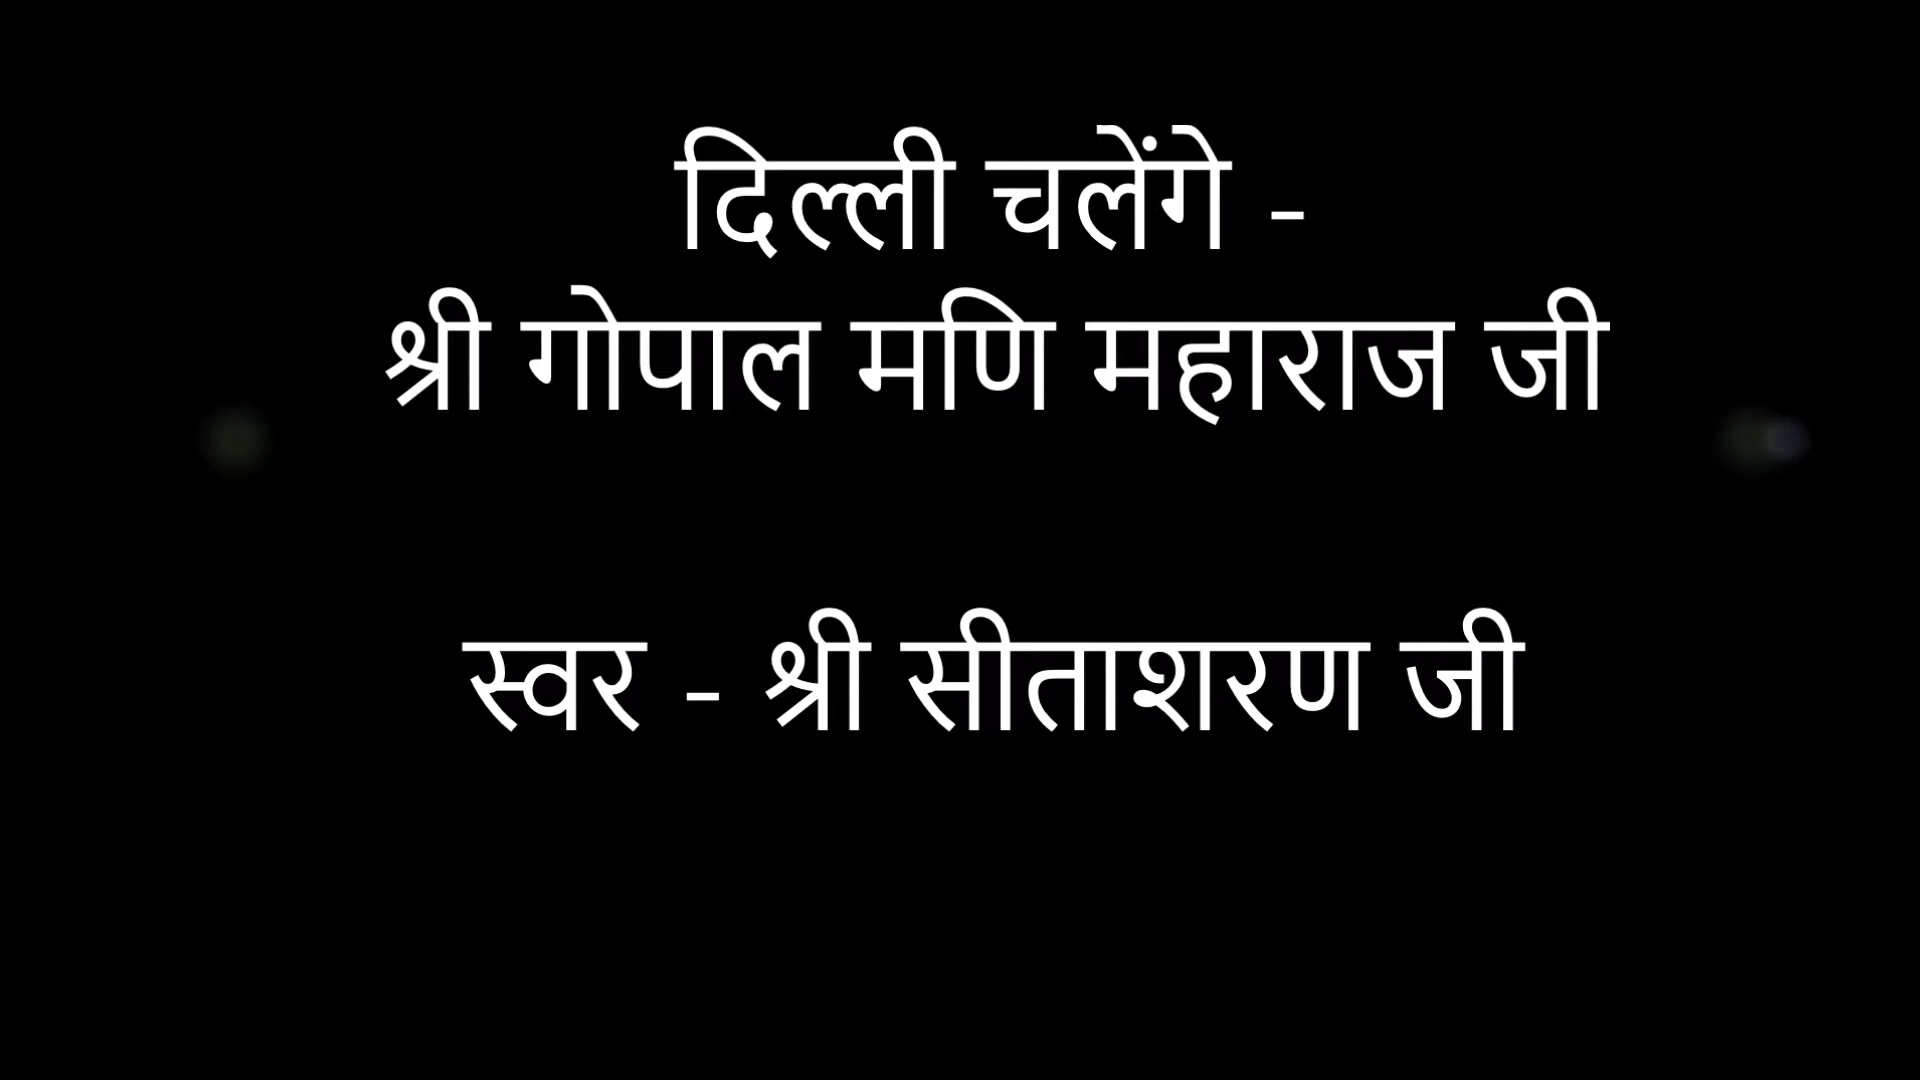 दिल्ली चलेंगे -
श्री गोपाल मणि महाराज जी
स्वर - श्री सीताशरण जी